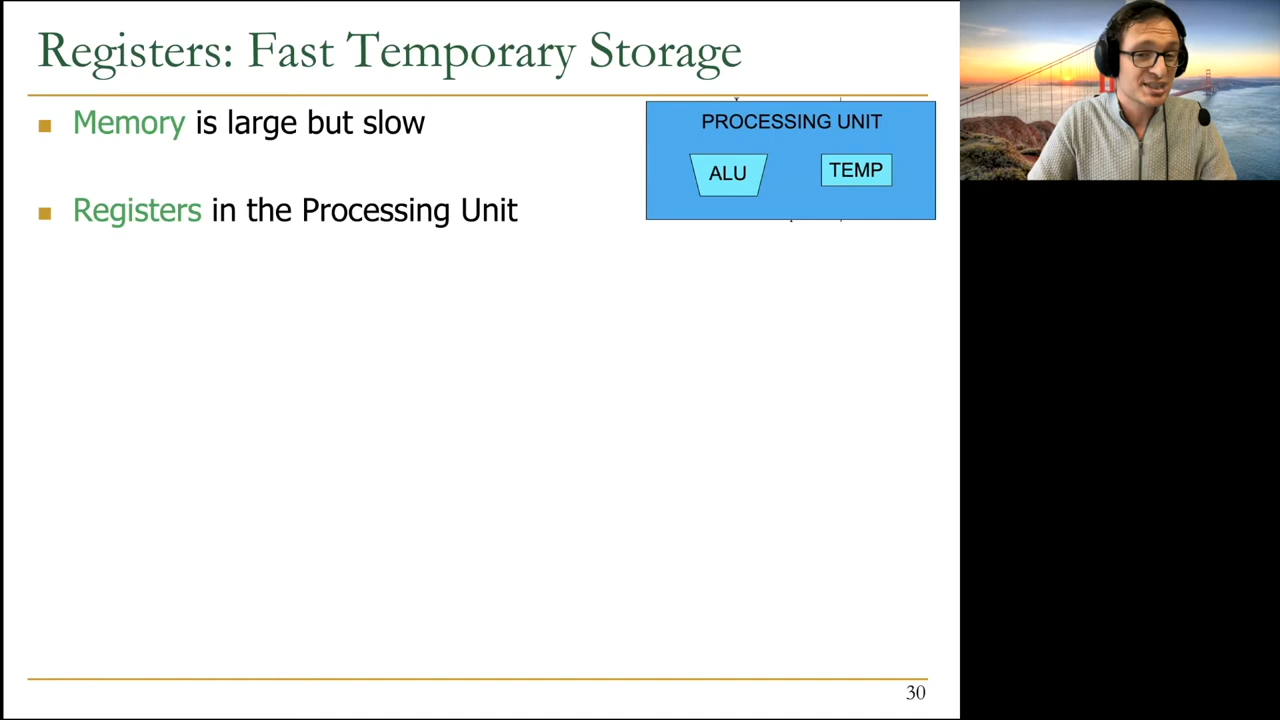 Registers: Fast Temporary Storage
Memory is large but slow
Registers in the Processing Unit
PROCESSING UNIT
ALU
TEMP
30